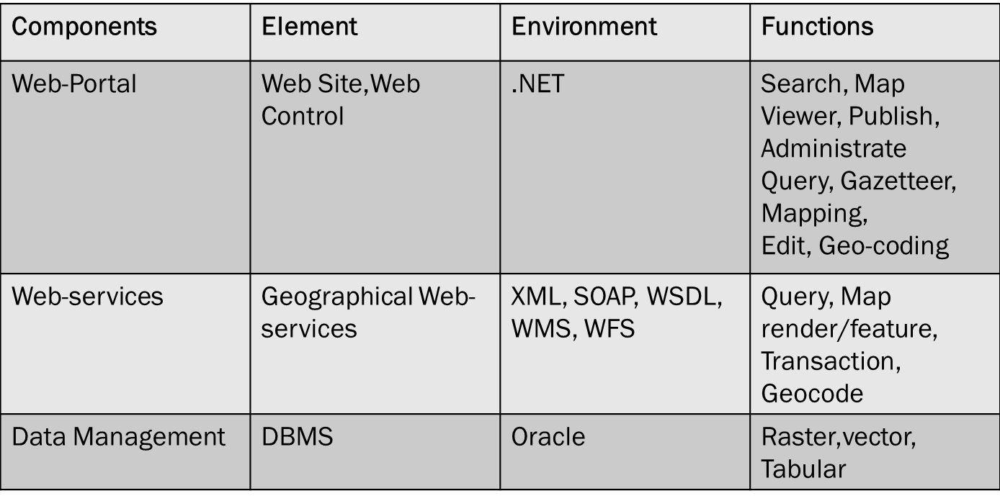 Components Element Environment Functions
Web-Portal Web Site,Web Control .NET Search, Map Viewer, Publish, Administrate Query, Gazetteer, Mapping, Edit, Geo-coding
Web-services Geographical Web-services XML, SOAP, WSDL, WMS, WFS Query, Map render/feature, Transaction, Geocode
Data Management DBMS Oracle Raster,vector, Tabular